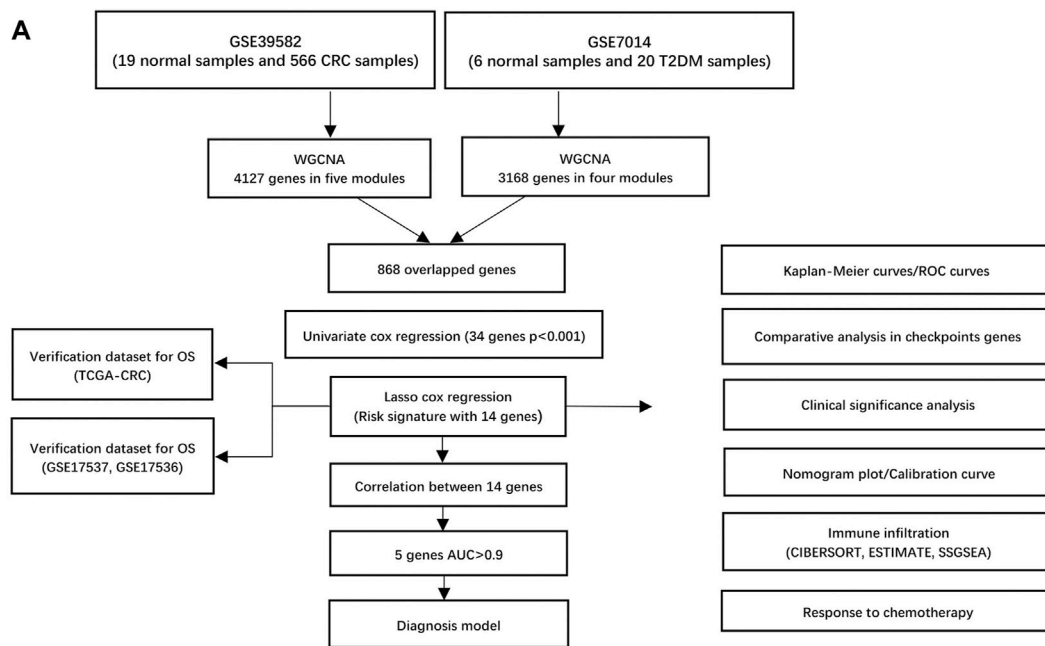 A
GSE39582
(19 normal samples and 566 CRC samples)
GSE7014
(6 normal samples and 20 T2DM samples)
WGCNA
4127 genes in five modules
WGCNA
3168 genes in four modules
868 overlapped genes
Univariate cox regression (34 genes p<0.001)
Verification dataset for OS
(TCGA-CRC)
Lasso cox regression
(Risk signature with 14 genes)
Verification dataset for OS
(GSE17537, GSE17536)
Correlation between 14 genes
5 genes AUC>0.9
Diagnosis model
Kaplan-Meier curves/ROC curves
Comparative analysis in checkpoints genes
Clinical significance analysis
Nomogram plot/Calibration curve
Immune infiltration
(CIBERSORT, ESTIMATE, SSGSEA)
Response to chemotherapy